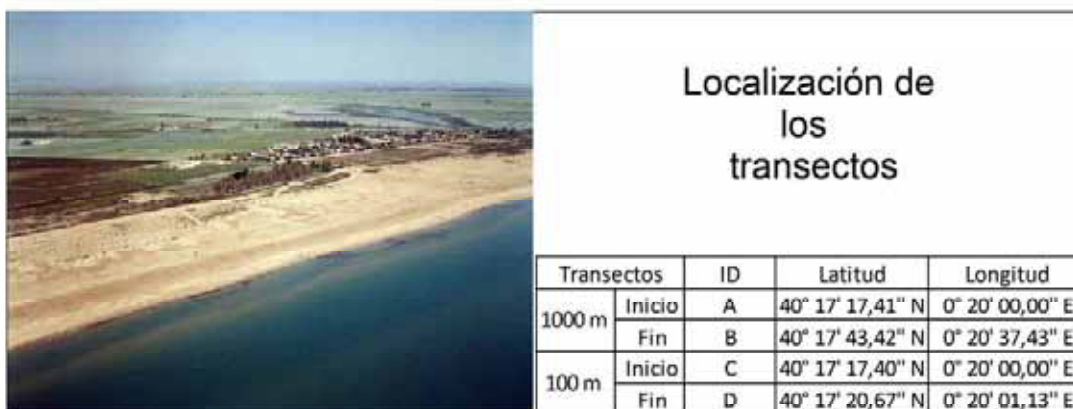 Localización de
los
transectos
Transectos ID Latitud Longitud
1000 m Inicio A 40° 17' 17,41" N 0° 20' 00,00" E
Fin B 40° 17' 43,42" N 0° 20' 37,43" E
100 m Inicio C 40° 17' 17,40" N 0° 20' 00,00" E
Fin D 40° 17' 20,67" N 0° 20' 01,13" E